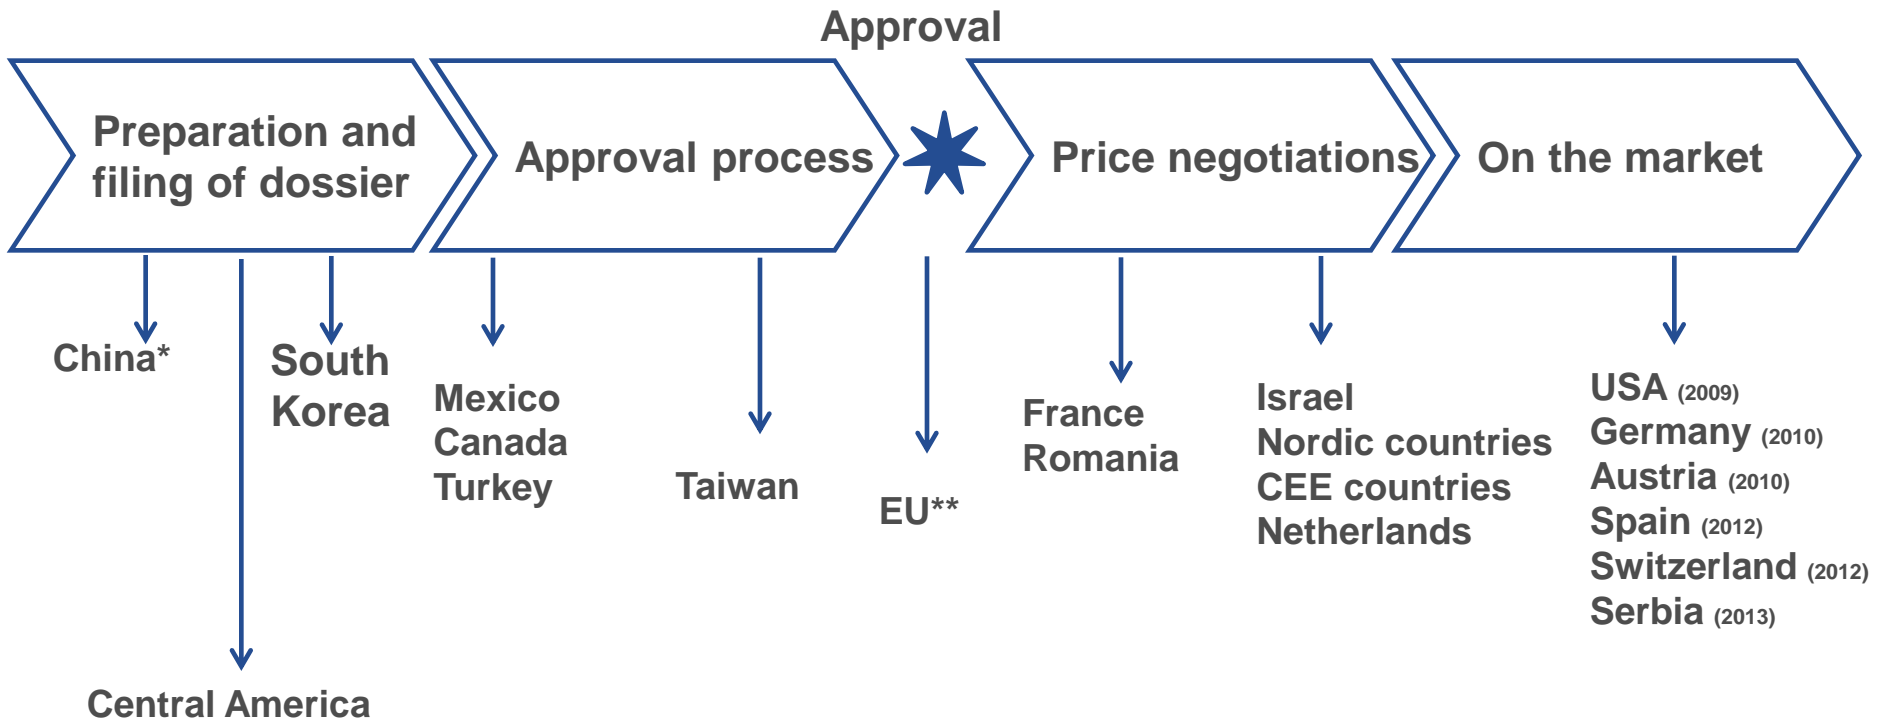 Approval
Preparation and
filing of dossier
Approval process
Price negotiations
On the market
China*
South
Korea
Central America
Mexico
Canada
Turkey
Taiwan
EU**
France
Romania
Israel
Nordic countries
CEE countries
Netherlands
USA (2009)
Germany (2010)
Austria (2010)
Spain (2012)
Switzerland (2012)
Serbia (2013)